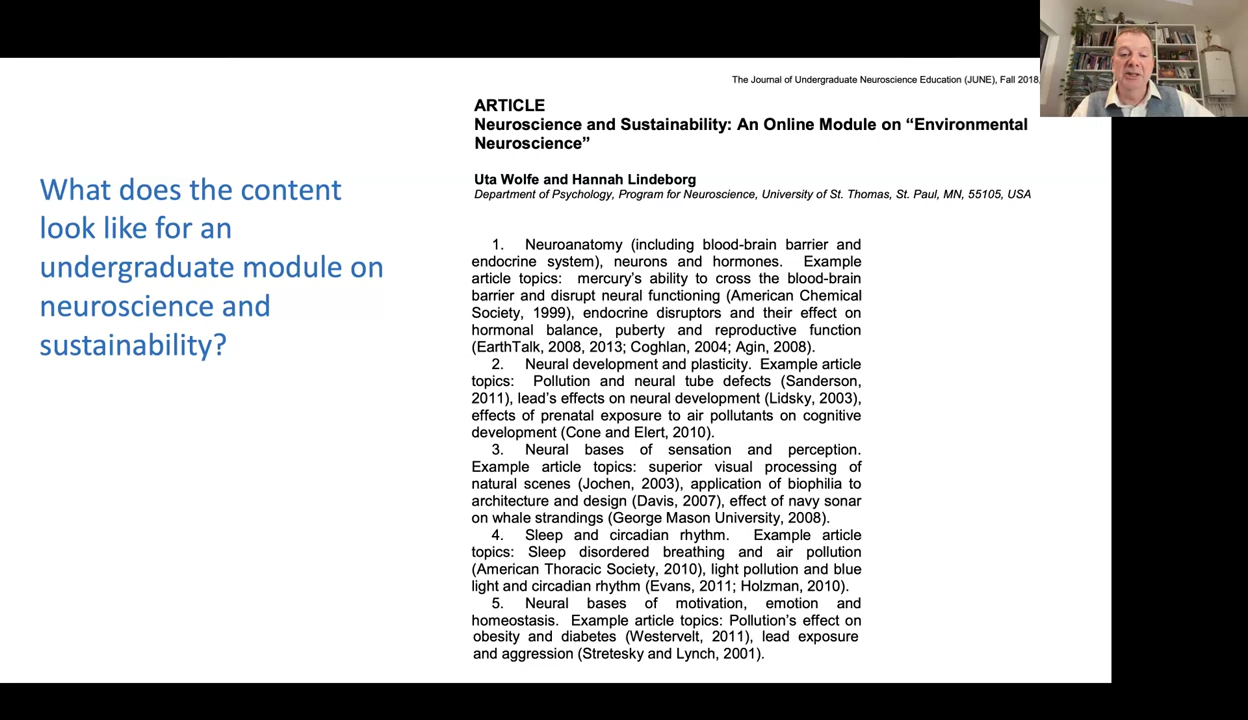 The Journal of Undergraduate Neuroscience Education (JUNE), Fall 2018,
ARTICLE
Neuroscience and Sustainability: An Online Module on “Environmental
Neuroscience”
Uta Wolfe and Hannah Lindeborg
Department of Psychology, Program for Neuroscience, University of St. Thomas, St. Paul, MN, 55105, USA
What does the content
look like for an
undergraduate module on
neuroscience and
sustainability?
1. Neuroanatomy (including blood-brain barrier and
endocrine system), neurons and hormones. Example
article topics: mercury’s ability to cross the blood-brain
barrier and disrupt neural functioning (American Chemical
Society, 1999), endocrine disruptors and their effect on
hormonal balance, puberty and reproductive function
(EarthTalk, 2008, 2013; Coghlan, 2004; Agin, 2008).
2. Neural development and plasticity. Example article
topics: Pollution and neural tube defects (Sanderson,
2011), lead’s effects on neural development (Lidsky, 2003),
effects of prenatal exposure to air pollutants on cognitive
development (Cone and Elert, 2010).
3. Neural bases of sensation and perception.
Example article topics: superior visual processing of
natural scenes (Jochen, 2003), application of biophilia to
architecture and design (Davis, 2007), effect of navy sonar
on whale strandings (George Mason University, 2008).
4. Sleep and circadian rhythm. Example article
topics: Sleep disordered breathing and air pollution
(American Thoracic Society, 2010), light pollution and blue
light and circadian rhythm (Evans, 2011; Holzman, 2010).
5. Neural bases of motivation, emotion and
homeostasis. Example article topics: Pollution’s effect on
obesity and diabetes (Westervelt, 2011), lead exposure
and aggression (Stretesky and Lynch, 2001).